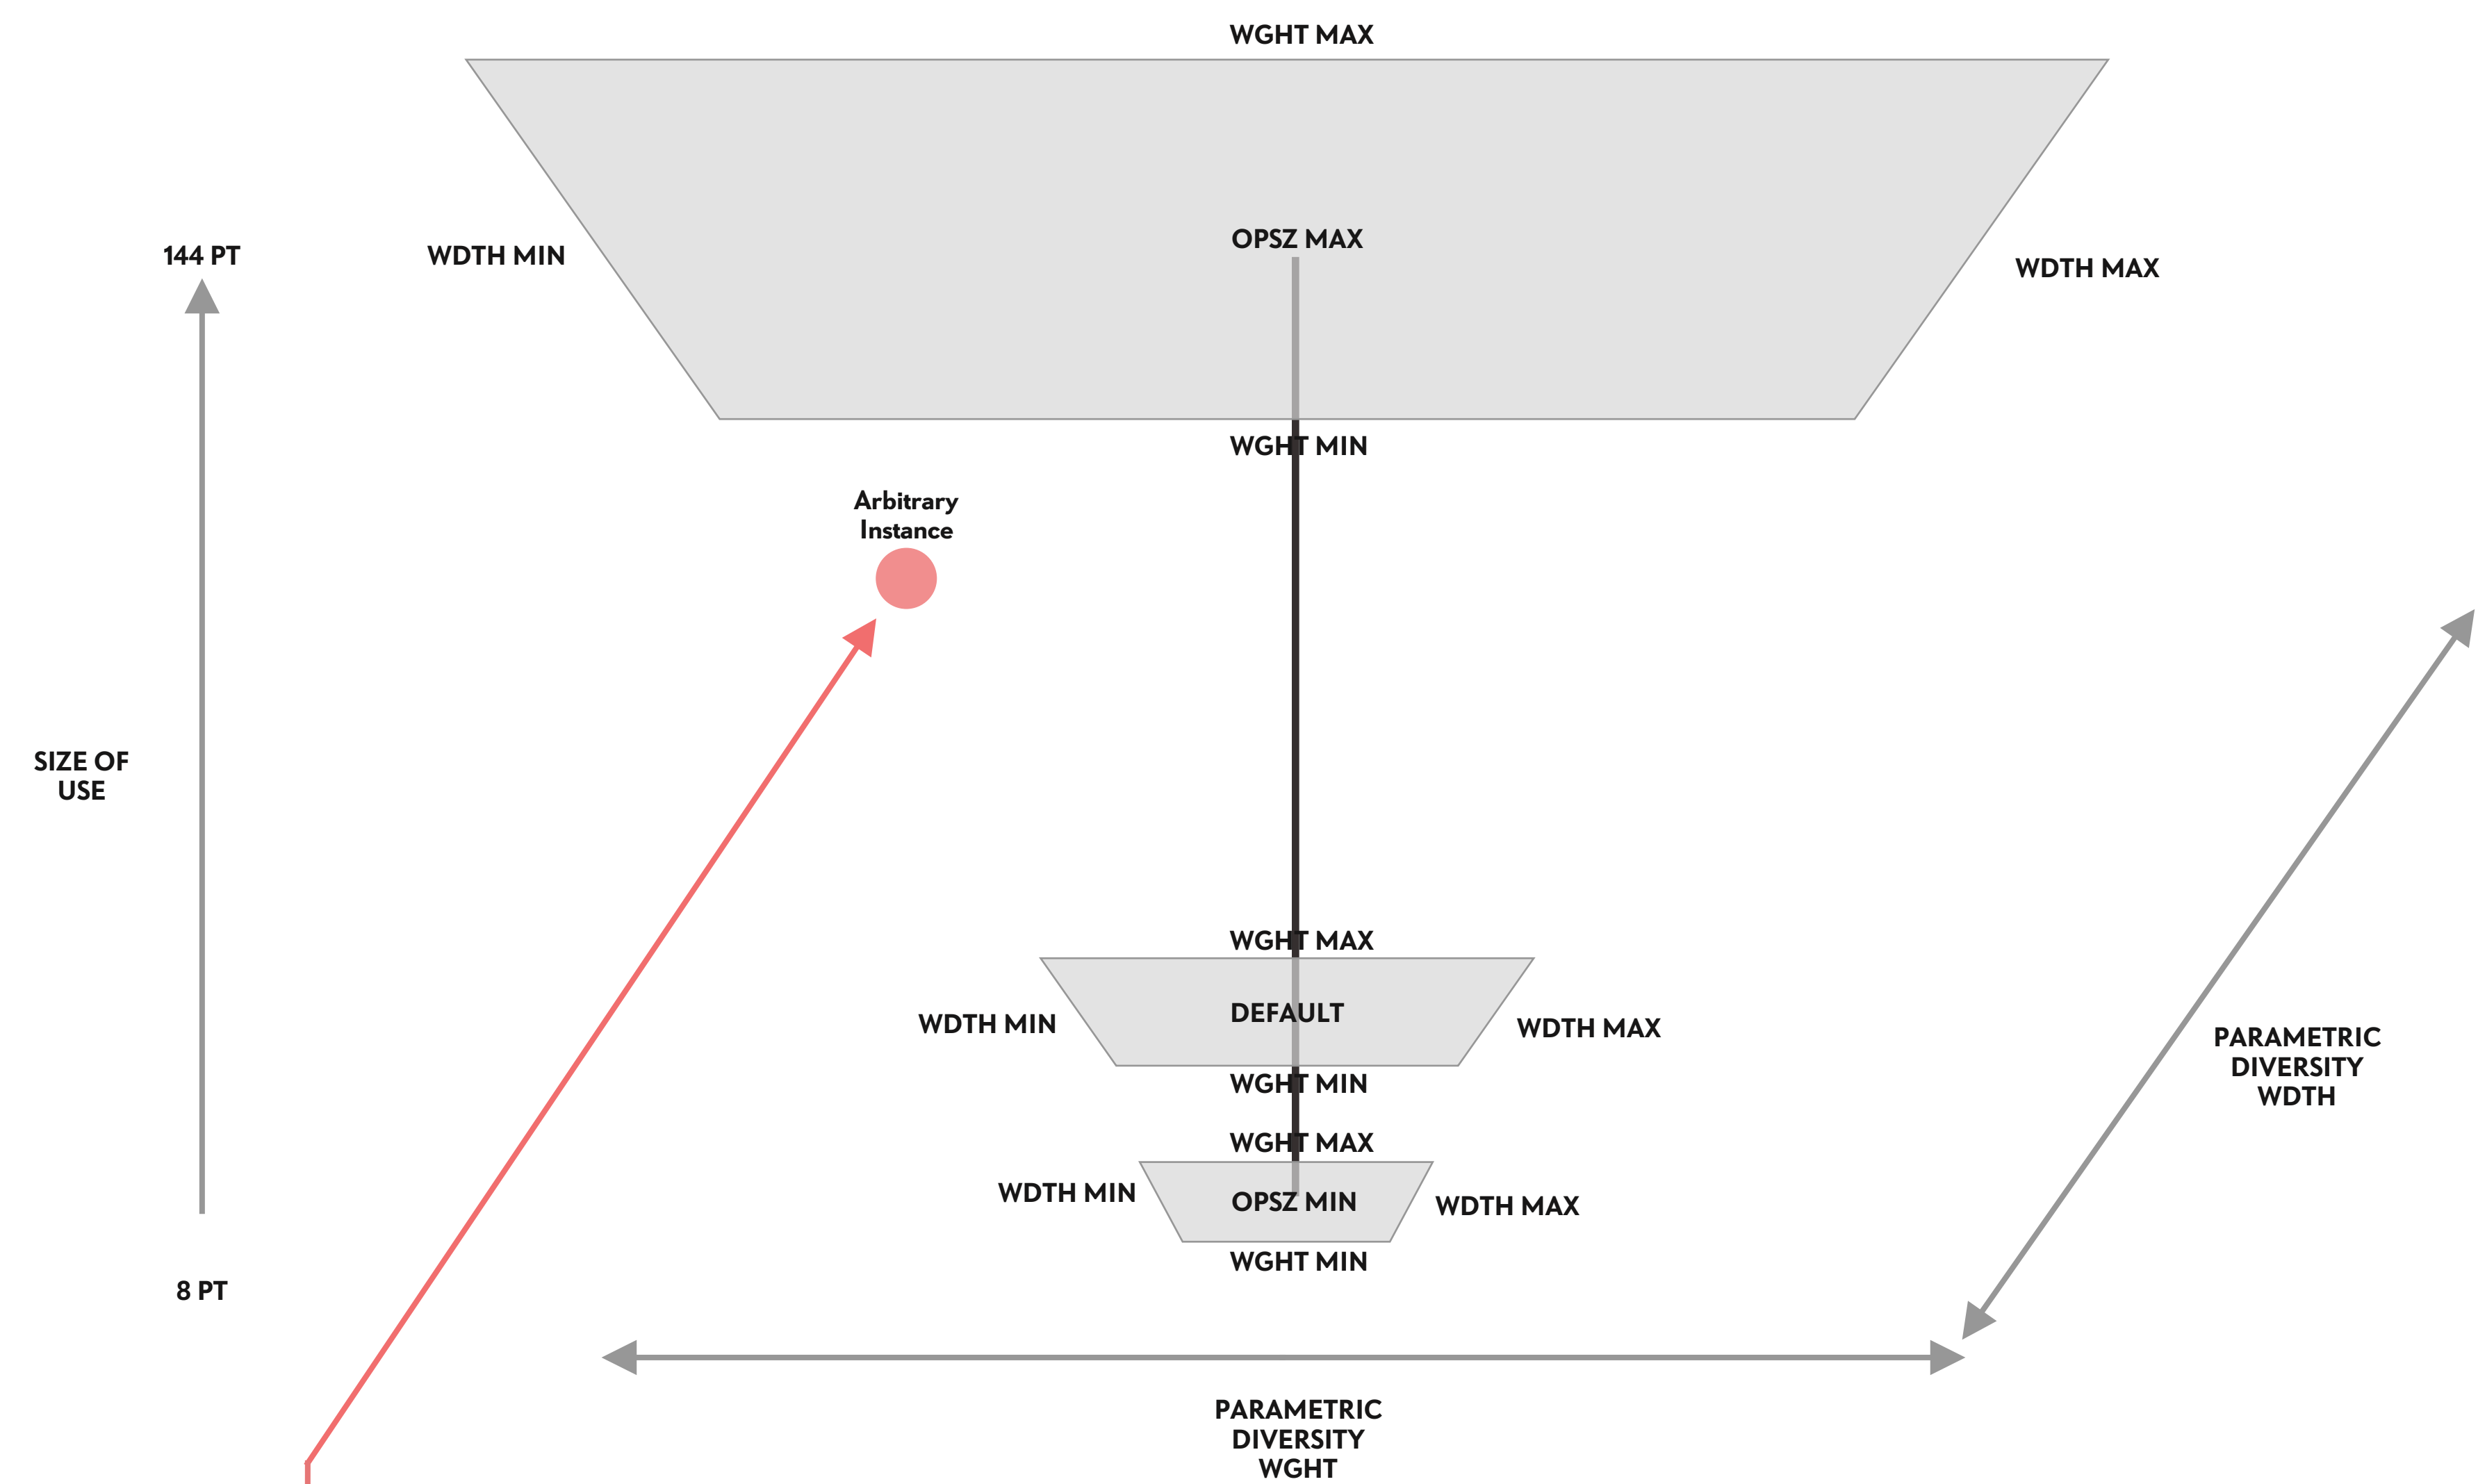 WGHT MAX
OPSZ MAX
144 PT
WDTH MIN
WDTH MAX
WGHT MIN
Arbitrary
Instance
SIZE OF
USE
WGHT MAX
DEFAULT
WDTH MIN
WDTH MAX
PARAMETRIC
DIVERSITY
WDTH
WGHT MIN
WGHT MAX
WDTH MIN
OPSZ MIN
WDTH MAX
WGHT MIN
8 PT
PARAMETRIC
DIVERSITY
WGHT